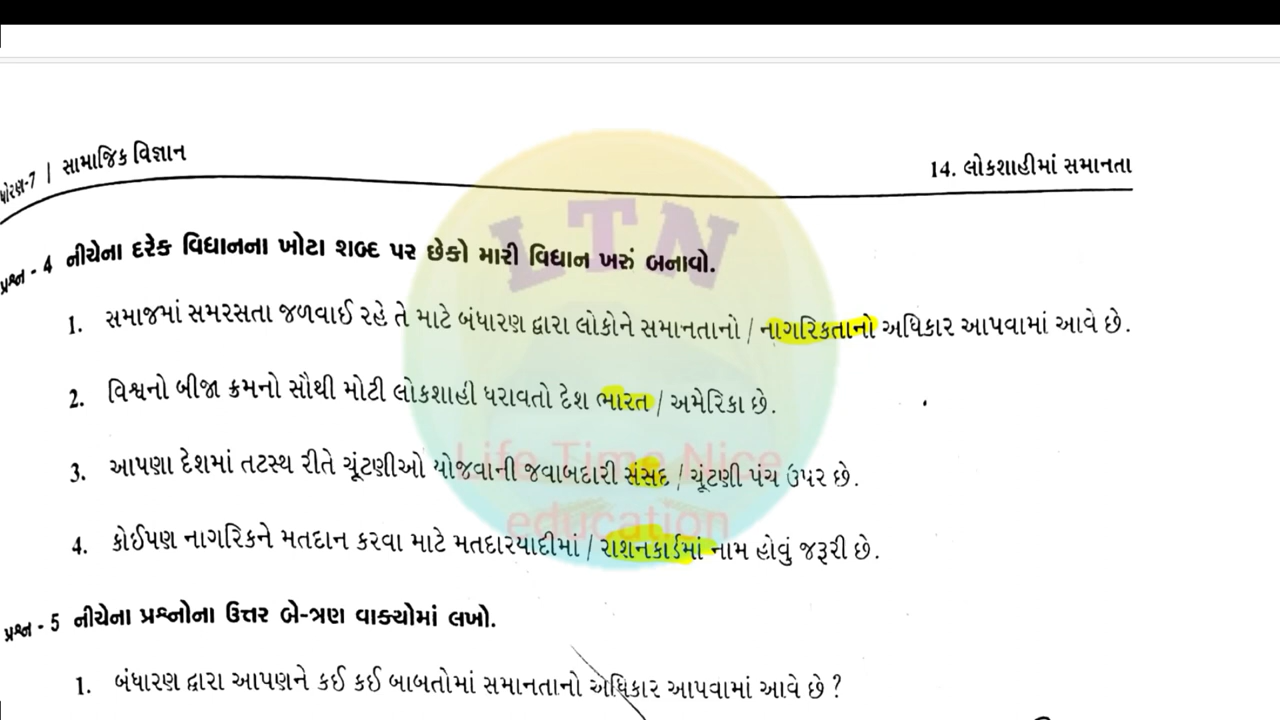 ધોરણ-7 | સામાજિક વિજ્ઞાન
14. લોકશાહીમાં સમાનતા
LTN
પ્રશ્ન - 4 નીચેના દરેક વિધાનના ખોટા શબ્દ પર છેકો મારી વિધાન ખરું બનાવો.
1. સમાજમાં સમરસતા જળવાઈ રહે તે માટે બંધારણ દ્વારા લોકોને સમાનતાનો / નાગરિકતાનો અધિકાર આપવામાં આવે છે.
2. વિશ્વનો બીજા ક્રમનો સૌથી મોટી લોકશાહી ધરાવતો દેશ ભારત / અમેરિકા છે.
3. આપણા દેશમાં તટસ્થ રીતે ચૂંટણીઓ યોજવાની જવાબદારી સંસદ / ચૂંટણી પંચ ઉપર છે.
Life Time Nice
education
4. કોઈપણ નાગરિકને મતદાન કરવા માટે મતદારયાદીમાં / રાશનકાર્ડમાં નામ હોવું જરૂરી છે.
પ્રશ્ન - 5 નીચેના પ્રશ્નોના ઉત્તર બે-ત્રણ વાક્યોમાં લખો.
1. બંધારણ દ્વારા આપણને કઈ કઈ બાબતોમાં સમાનતાનો અધિકાર આપવામાં આવે છે ?